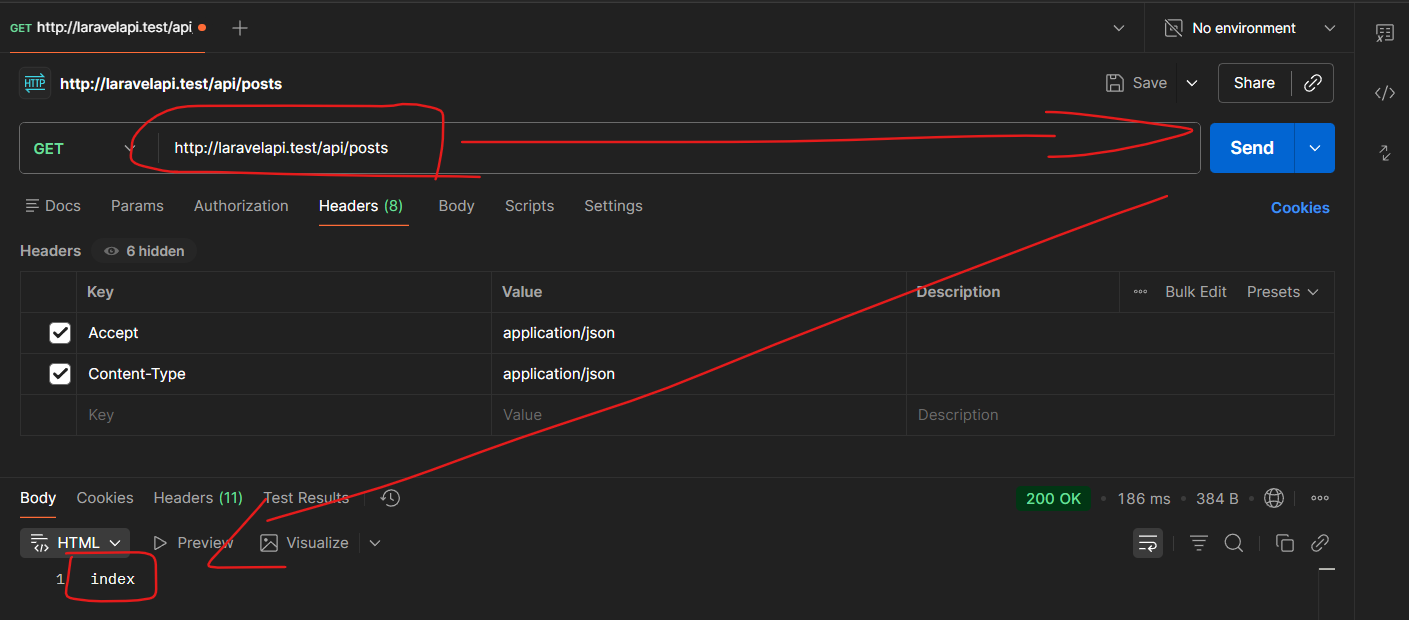 GET http://laravelapi.test/api
No environment
HTTP http://laravelapi.test/api/posts
Save
Share
GET http://laravelapi.test/api/posts
Send
Docs Params Authorization Headers (8) Body Scripts Settings
Cookies
Headers 6 hidden
Key Value Description Bulk Edit Presets
Accept application/json
Content-Type application/json
Key Value Description
Body Cookies Headers (11) Test Results
200 OK 186 ms 384 B
HTML Preview Visualize
1 index